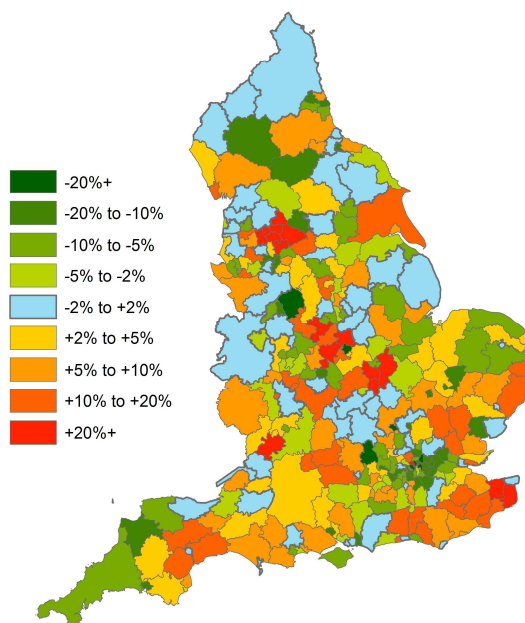 -20%+
-20% to -10%
-10% to -5%
-5% to -2%
-2% to +2%
+2% to +5%
+5% to +10%
+10% to +20%
+20%+